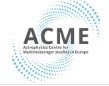 ACME
Astrophysics Centre for
Multimessenger studies in Europe